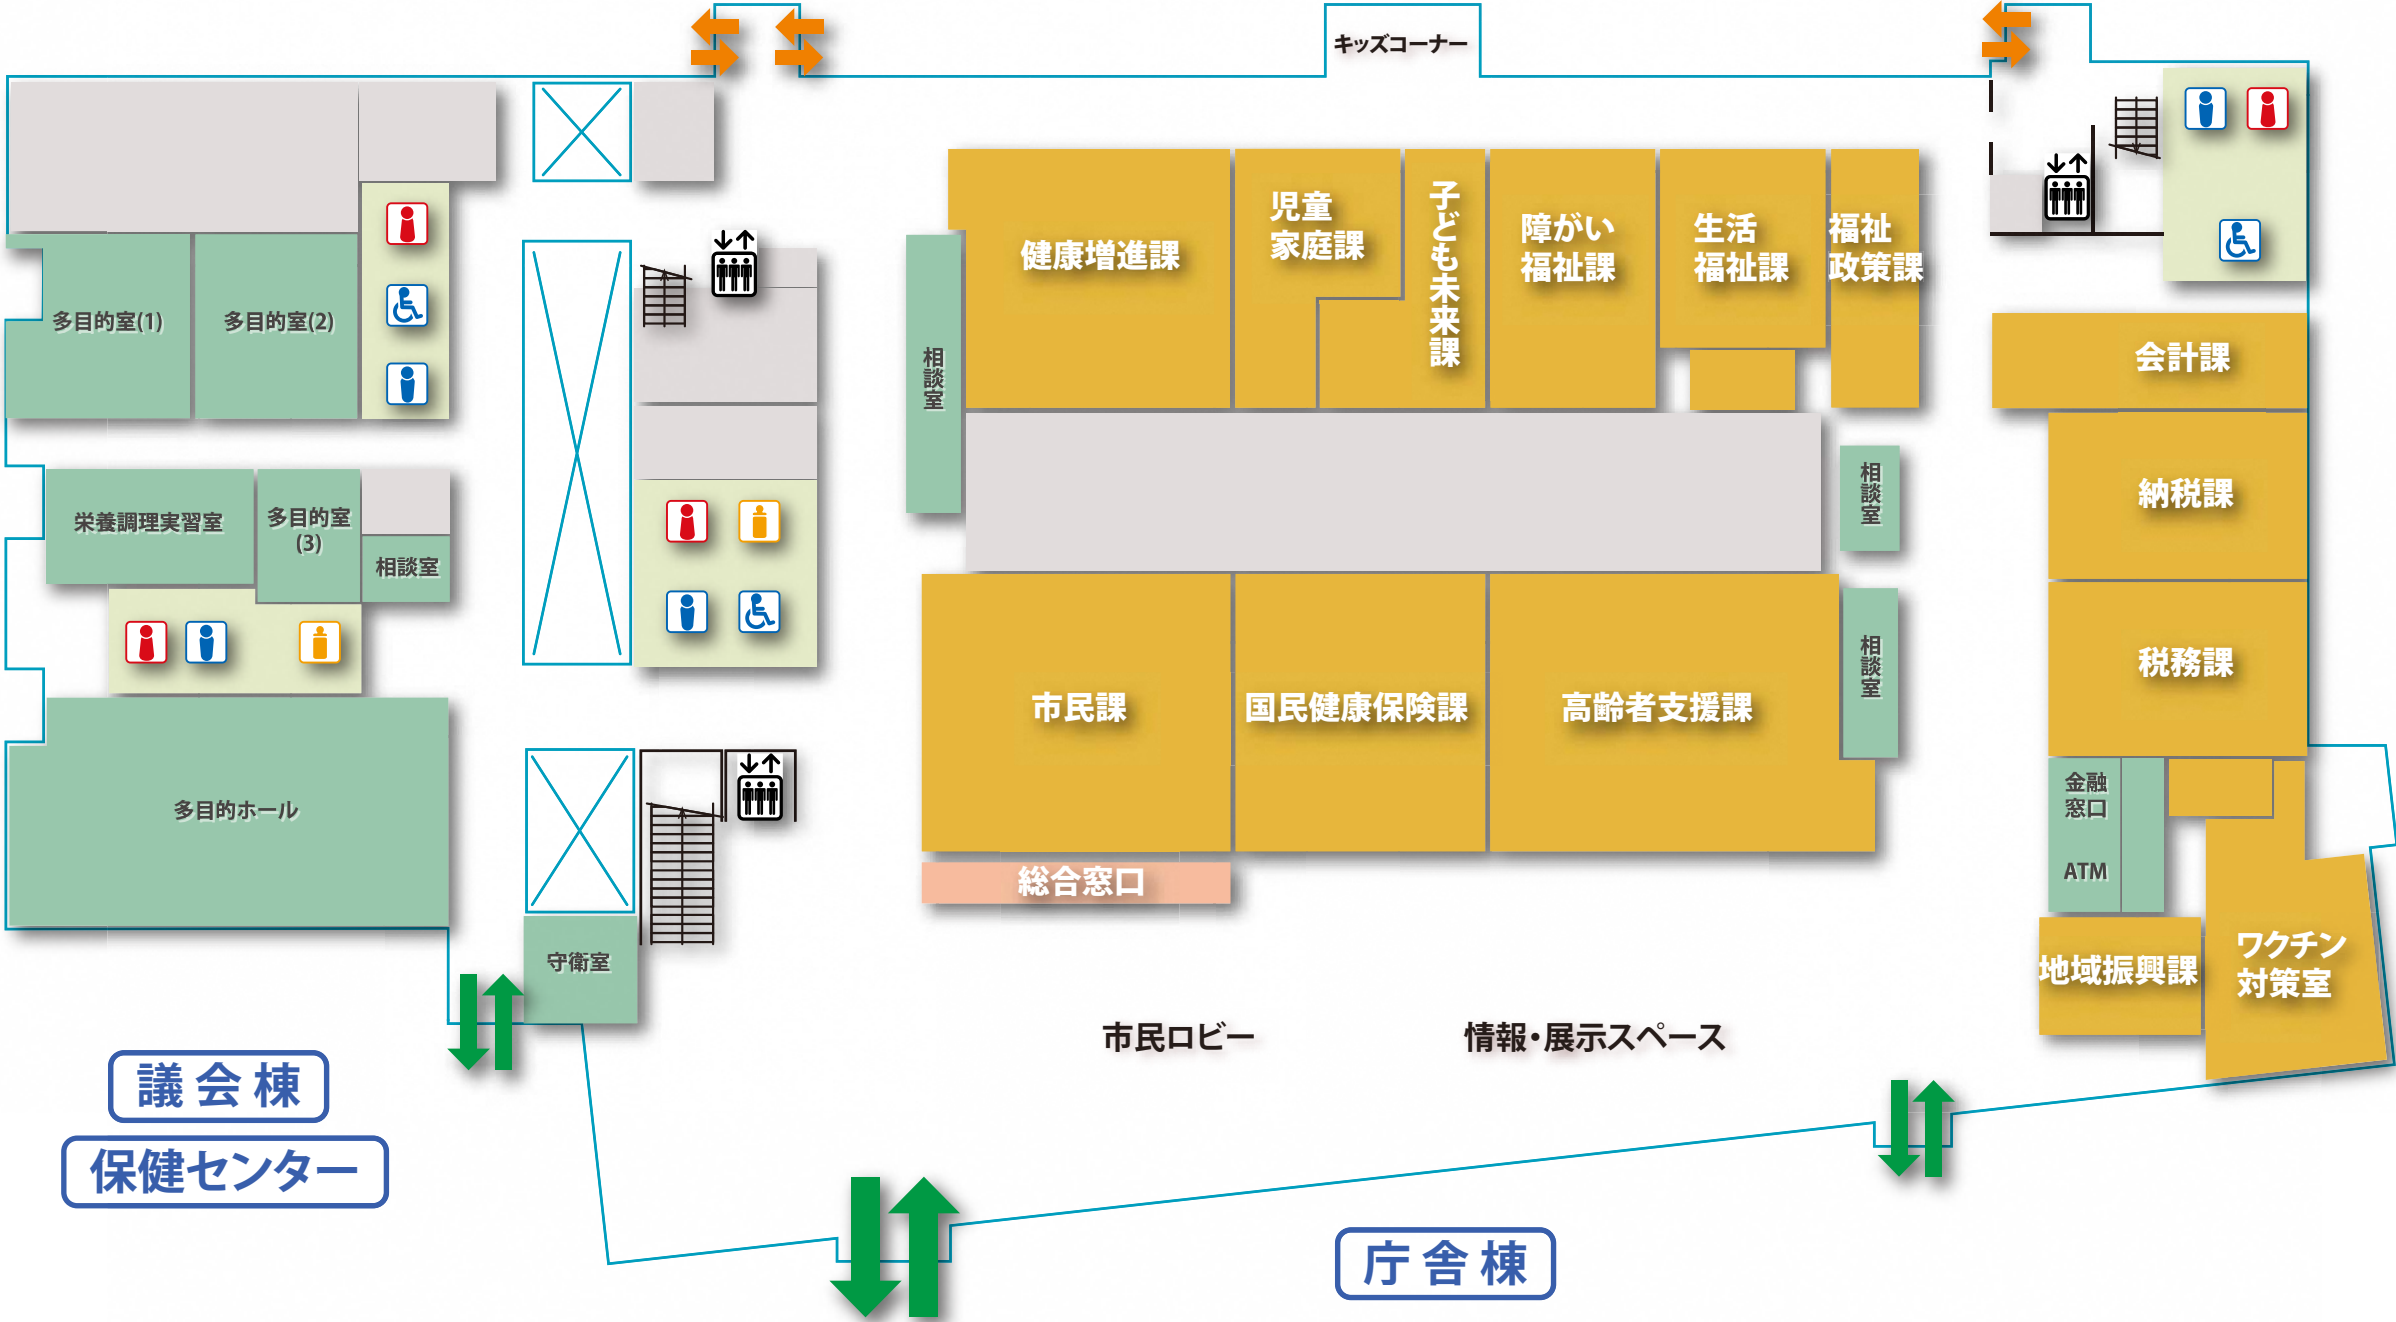 キッズコーナー
健康増進課
児童
家庭課
子ども未来課
障がい
福祉課
生活
福祉課
福祉
政策課
多目的室(1)
多目的室(2)
相談室
会計課
相談室
納税課
栄養調理実習室
多目的室
(3)
相談室
相談室
税務課
市民課
国民健康保険課
高齢者支援課
多目的ホール
金融
窓口
ATM
総合窓口
守衛室
地域振興課
ワクチン
対策室
市民ロビー
情報・展示スペース
議会棟
保健センター
庁舎棟